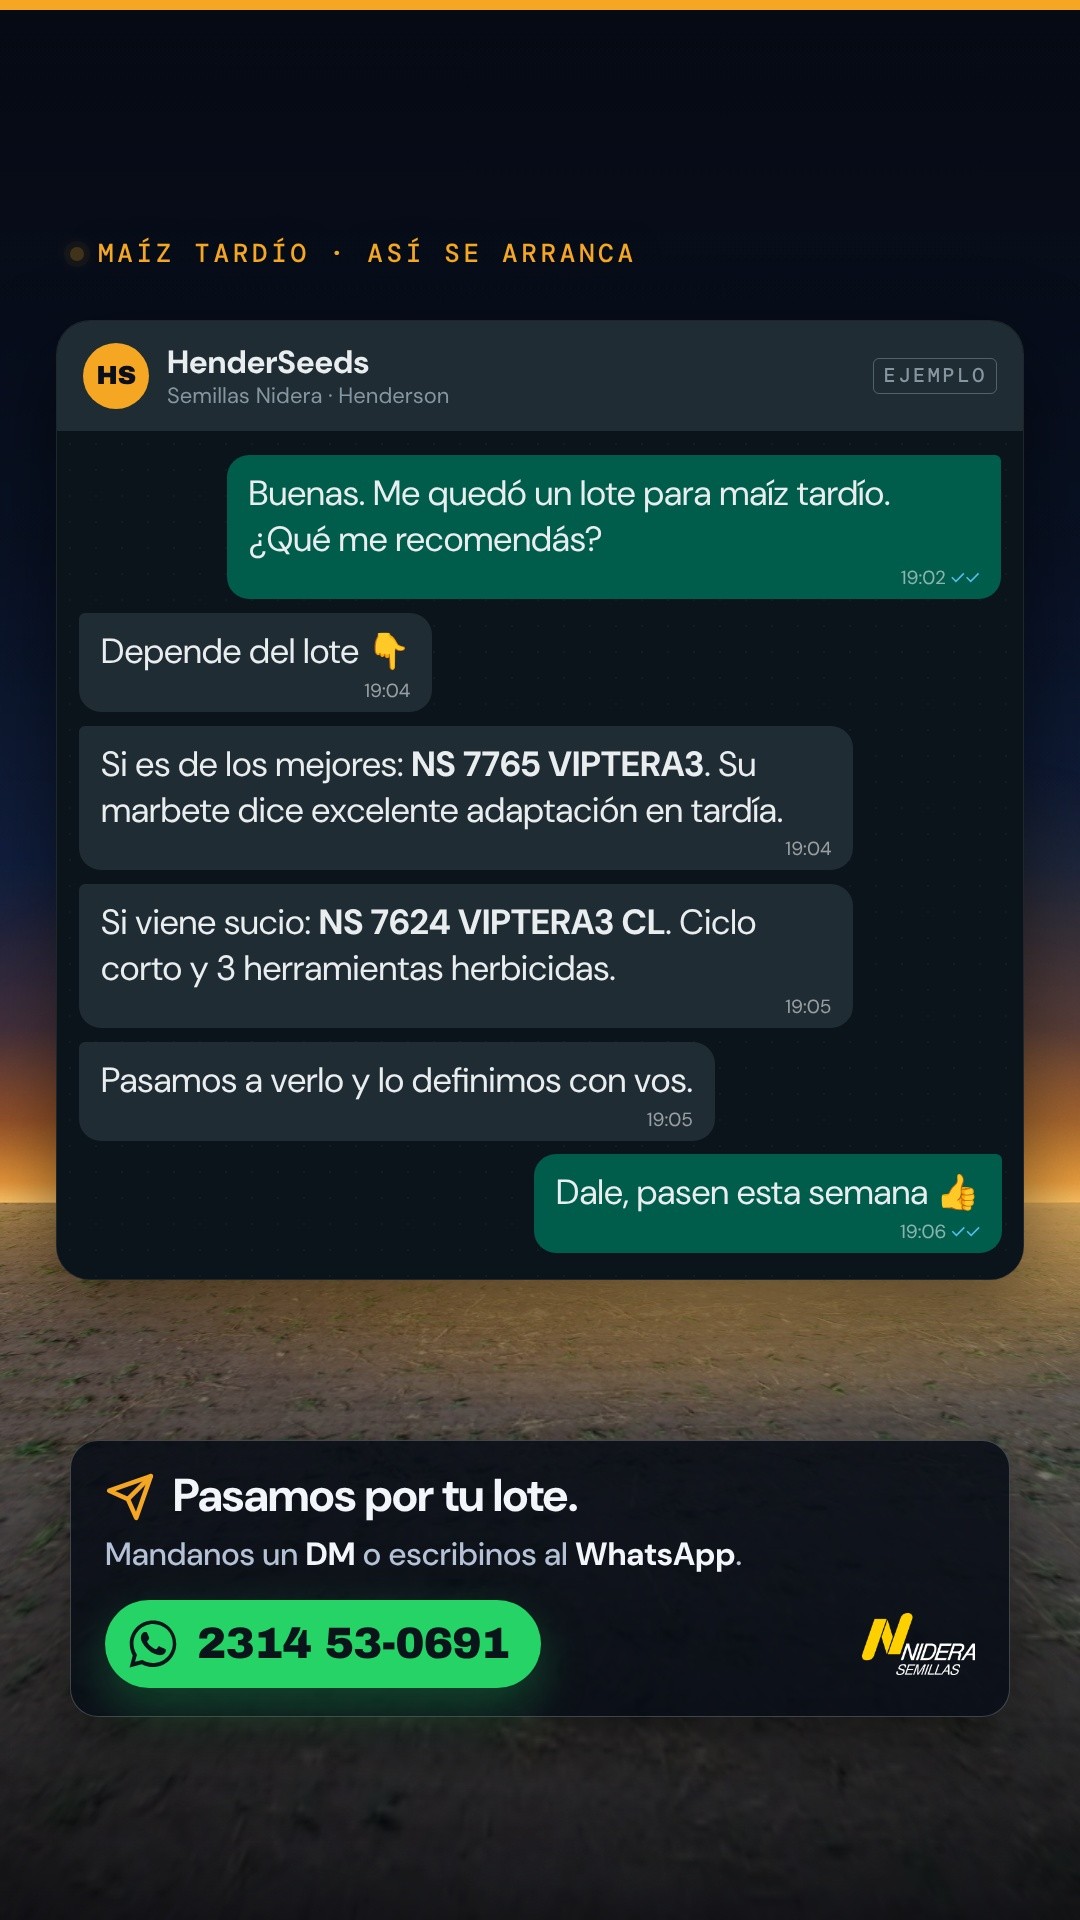 MAÍZ TARDÍO · ASÍ SE ARRANCA
HS
HenderSeeds
Semillas Nidera · Henderson
EJEMPLO
Buenas. Me quedó un lote para maíz tardío.
¿Qué me recomendás?
19:02
Depende del lote 👇
19:04
Si es de los mejores: NS 7765 VIPTERA3. Su
marbete dice excelente adaptación en tardía.
19:04
Si viene sucio: NS 7624 VIPTERA3 CL. Ciclo
corto y 3 herramientas herbicidas.
19:05
Pasamos a verlo y lo definimos con vos.
19:05
Dale, pasen esta semana 👍
19:06
Pasamos por tu lote.
Mandanos un DM o escribinos al WhatsApp.
2314 53-0691
NIDERA
SEMILLAS